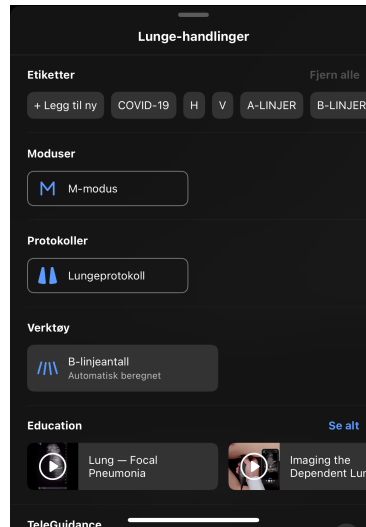 Lunge-handlinger
Etiketter Fjern alle
+ Legg til ny COVID-19 H V A-LINJER B-LINJER
Moduser
M-modus
Protokoller
Lungeprotokoll
Verktøy
B-linjeantall
Automatisk beregnet
Education Se alt
Lung — Focal
Pneumonia
Imaging the
Dependent Lun
TeleGuidance